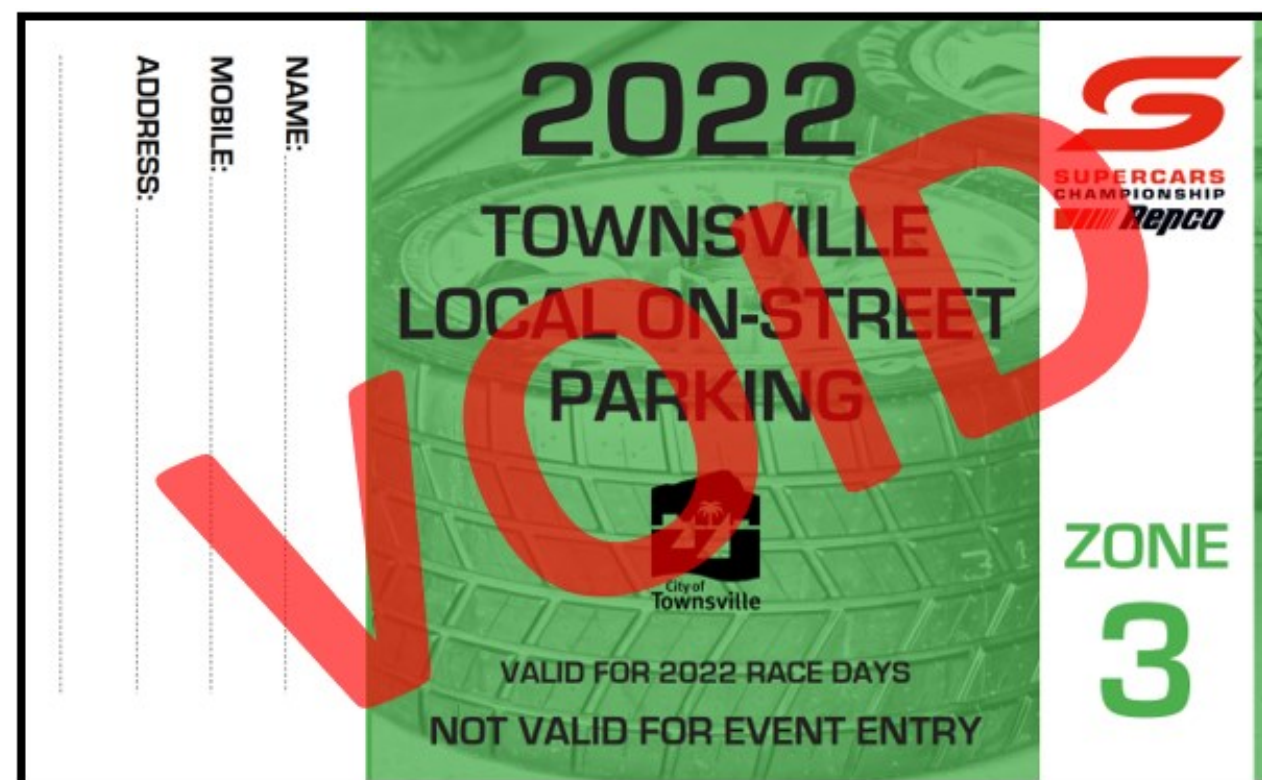 NAME:
MOBILE:
ADDRESS:
2022
TOWNSVILLE
LOCAL ON-STREET
PARKING
City of
Townsville
VALID FOR 2022 RACE DAYS
NOT VALID FOR EVENT ENTRY
SUPERCARS
CHAMPIONSHIP
Repco
ZONE
3
VOID